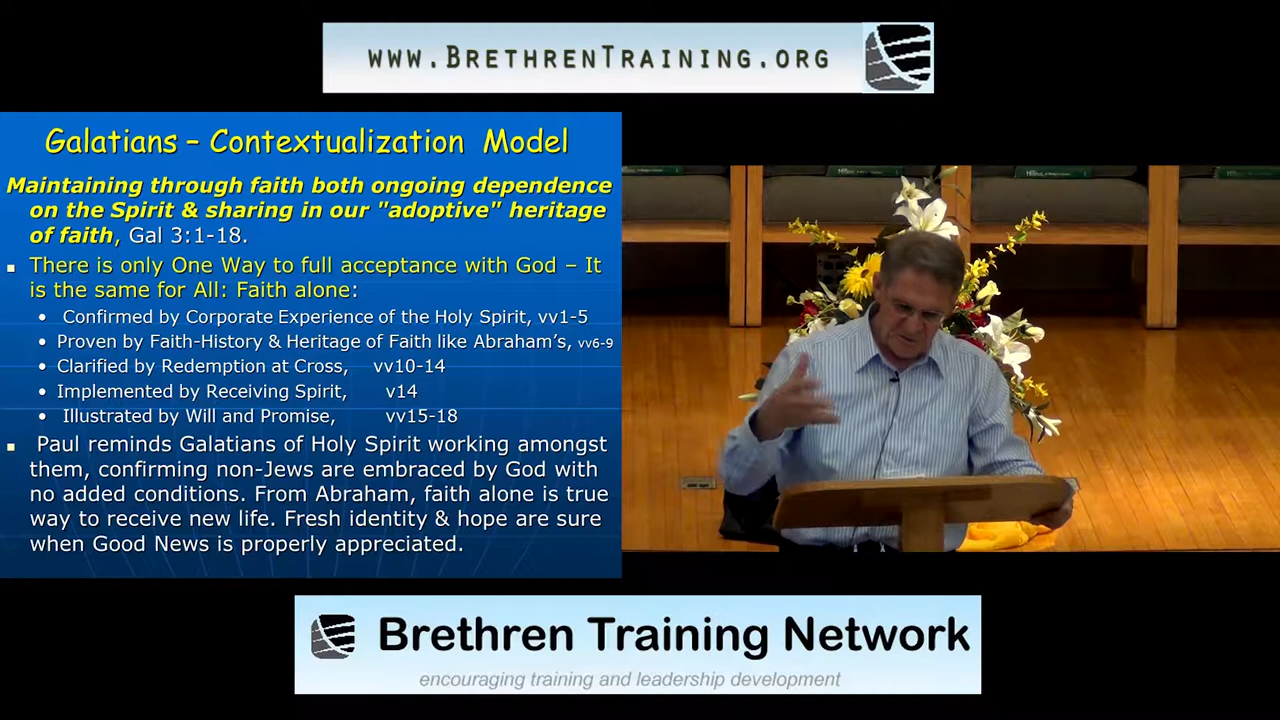 www.BrethrenTraining.org
Galatians – Contextualization Model
Maintaining through faith both ongoing dependence
on the Spirit & sharing in our "adoptive" heritage
of faith, Gal 3:1-18.
There is only One Way to full acceptance with God – It
is the same for All: Faith alone:
• Confirmed by Corporate Experience of the Holy Spirit, vv1-5
• Proven by Faith-History & Heritage of Faith like Abraham's, vv6-9
• Clarified by Redemption at Cross, vv10-14
• Implemented by Receiving Spirit, v14
• Illustrated by Will and Promise, vv15-18
Paul reminds Galatians of Holy Spirit working amongst
them, confirming non-Jews are embraced by God with
no added conditions. From Abraham, faith alone is true
way to receive new life. Fresh identity & hope are sure
when Good News is properly appreciated.
Brethren Training Network
encouraging training and leadership development